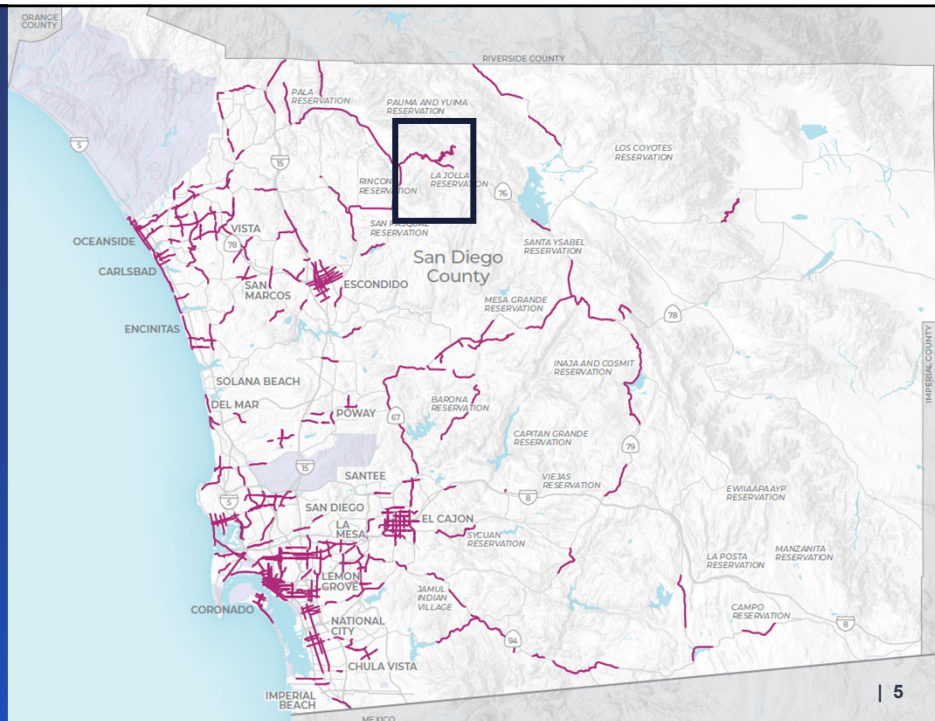 ORANGE
COUNTY
RIVERSIDE COUNTY
PALA
RESERVATION
PAUMA AND YUIMA
RESERVATION
5
15
LOS COYOTES
RESERVATION
RINCON
RESERVATION
LA JOLLA
RESERVATION
76
SAN PASQUAL
RESERVATION
OCEANSIDE
VISTA
78
SANTA YSABEL
RESERVATION
San Diego
County
CARLSBAD
SAN
MARCOS
ESCONDIDO
MESA GRANDE
RESERVATION
78
ENCINITAS
IMPERIAL COUNTY
INAJA AND COSMIT
RESERVATION
SOLANA BEACH
DEL MAR
BARONA
RESERVATION
POWAY
67
CAPITAN GRANDE
RESERVATION
79
15
SANTEE
VIEJAS
RESERVATION
8
5
EWIIAAPAAYP
RESERVATION
SAN DIEGO
LA
MESA
EL CAJON
SYCUAN
RESERVATION
LA POSTA
RESERVATION
MANZANITA
RESERVATION
LEMON
GROVE
JAMUL
INDIAN
VILLAGE
CORONADO
CAMPO
RESERVATION
8
NATIONAL
CITY
94
CHULA VISTA
IMPERIAL
BEACH
MEXICO
| 5